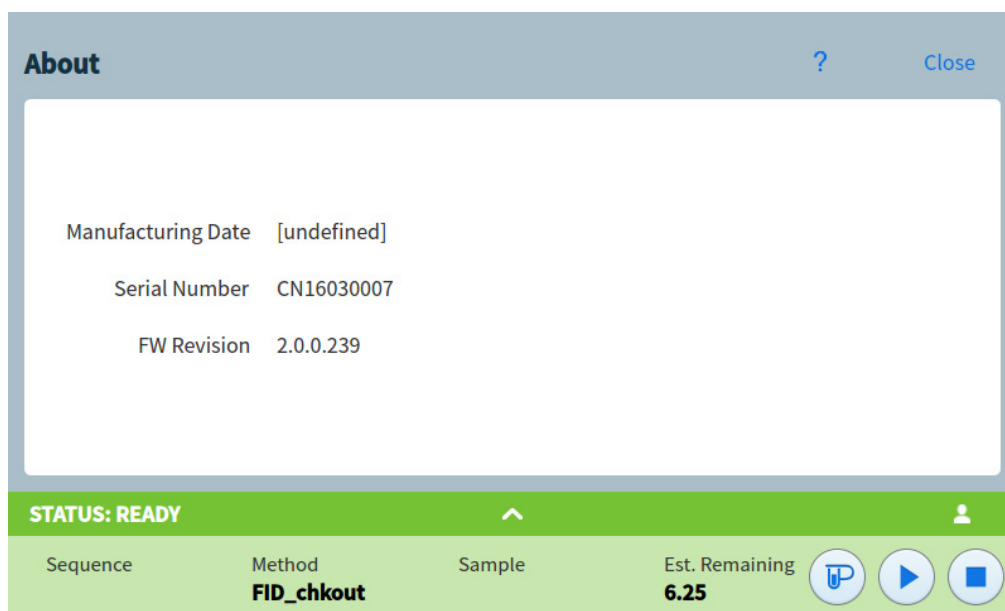 About ? Close
Manufacturing Date [undefined]
Serial Number CN16030007
FW Revision 2.0.0.239
STATUS: READY
Sequence Method Sample Est. Remaining
FID_chkout 6.25